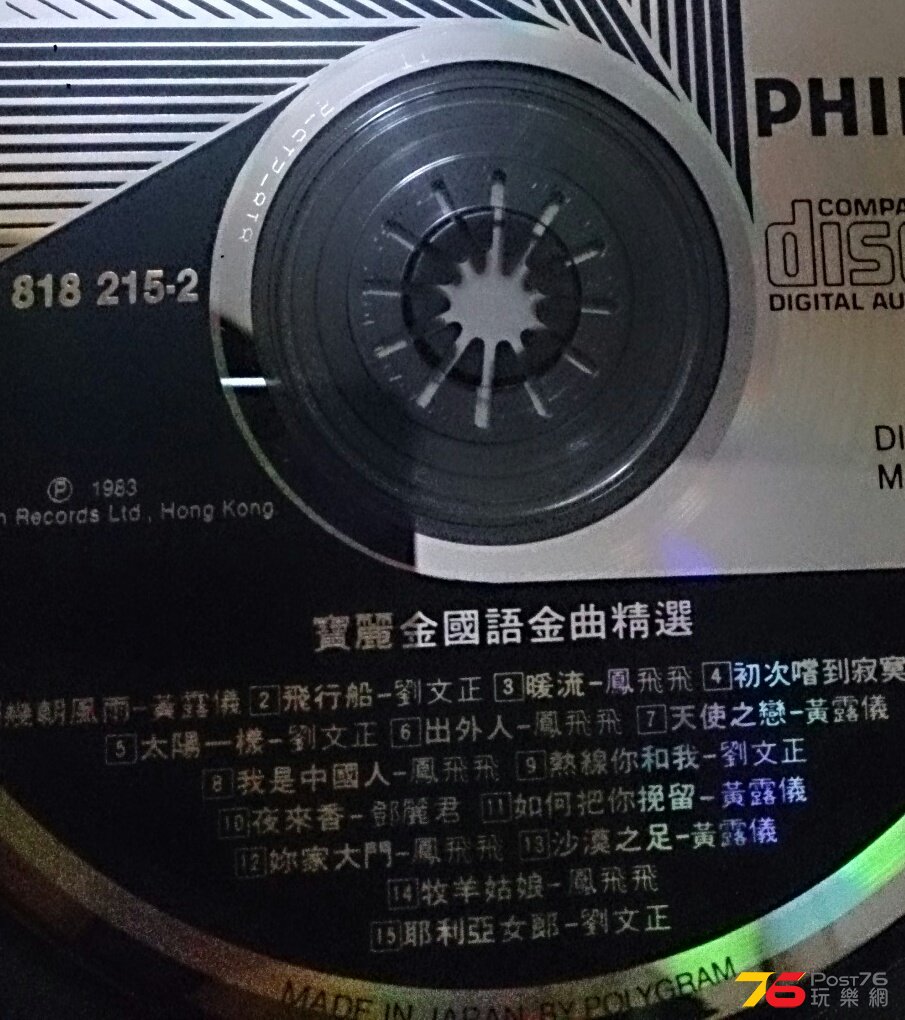 PHI
COMPA
disc
DIGITAL AU
818 215-2
DI
M
Ⓟ 1983
n Records Ltd., Hong Kong
寶麗金國語金曲精選
幾朝風雨-黃露儀 2 飛行船-劉文正 3 暖流-鳳飛飛 4 初次嚐到寂寞
5 太陽一樣-劉文正 6 出外人-鳳飛飛 7 天使之戀-黃露儀
8 我是中國人-鳳飛飛 9 熱線你和我-劉文正
10 夜來香-鄧麗君 11 如何把你挽留-黃露儀
12 妳家大門-鳳飛飛 13 沙漠之足-黃露儀
14 牧羊姑娘-鳳飛飛
15 耶利亞女郎-劉文正
MADE IN JAPAN BY POLYGRAM
76 POST76
玩樂網